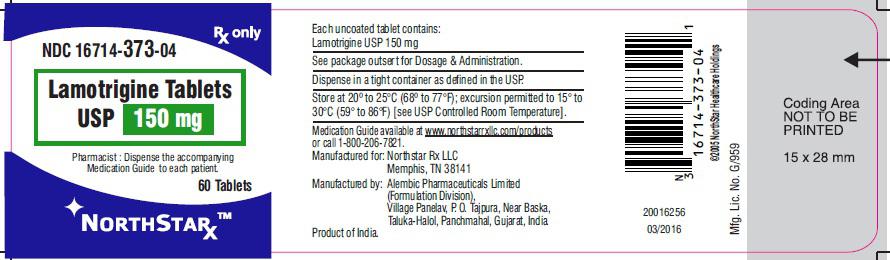 Rx only
NDC 16714-373-04
Lamotrigine Tablets
USP 150 mg
Pharmacist : Dispense the accompanying
Medication Guide to each patient.
60 Tablets
NORTHSTARx™
Each uncoated tablet contains:
Lamotrigine USP 150 mg
See package outsert for Dosage & Administration.
Dispense in a tight container as defined in the USP.
Store at 20° to 25°C (68° to 77°F); excursion permitted to 15° to
30°C (59° to 86°F) [see USP Controlled Room Temperature].
Medication Guide available at www.northstarrxllc.com/products
or call 1-800-206-7821.
Manufactured for: Northstar Rx LLC
Memphis, TN 38141
Manufactured by: Alembic Pharmaceuticals Limited
(Formulation Division),
Village Panelav, P. O. Tajpura, Near Baska,
Taluka-Halol, Panchmahal, Gujarat, India.
Product of India.
N 3 16714-373-04 1
©2005 NorthStar Healthcare Holdings
20016256
03/2016
Mfg. Lic. No. G/959
Coding Area
NOT TO BE
PRINTED
15 x 28 mm